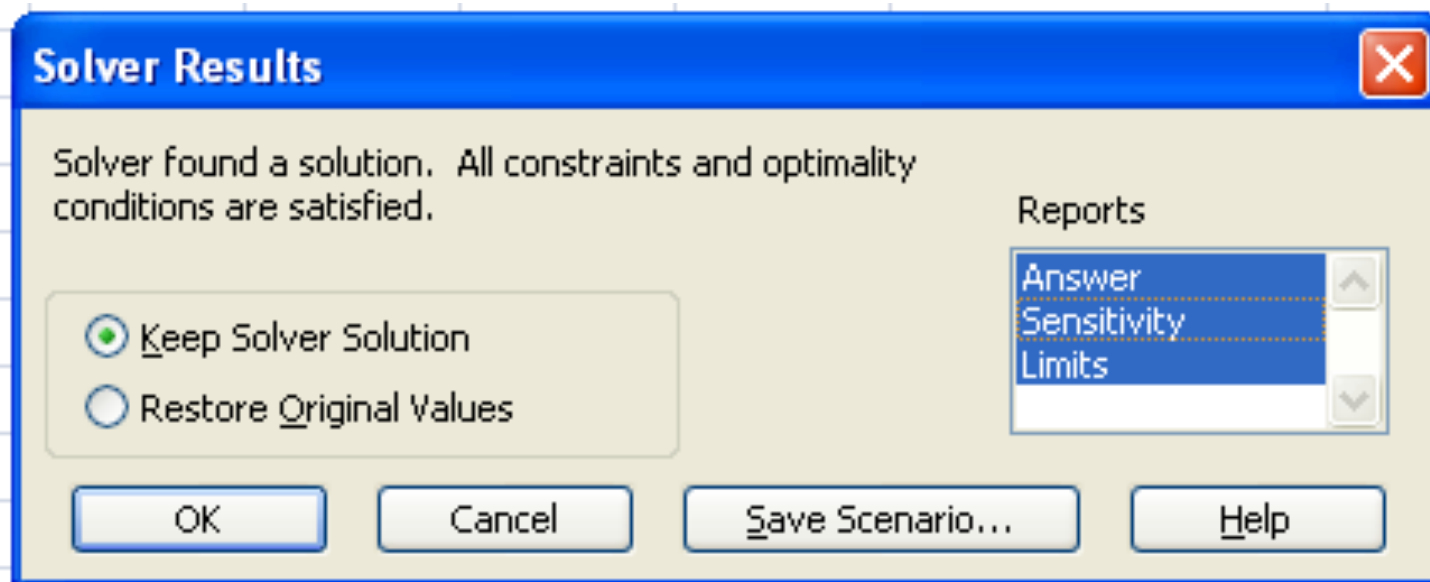 Solver Results
Solver found a solution.  All constraints and optimality
conditions are satisfied.
Reports
Answer
Sensitivity
Limits
Keep Solver Solution
Restore Original Values
OK
Cancel
Save Scenario...
Help